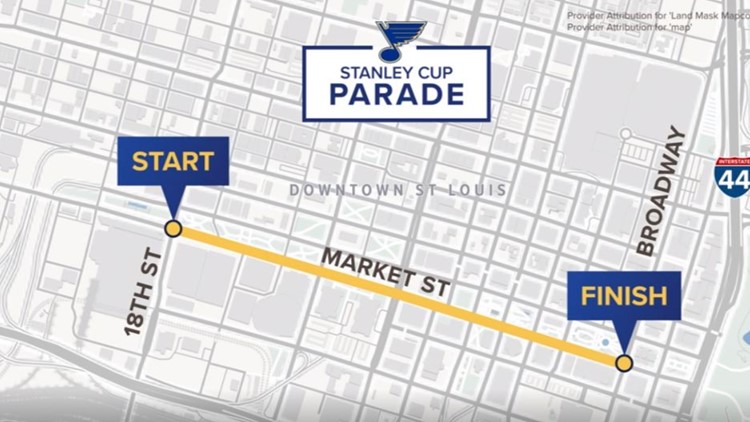 Provider Attribution for 'Land Mask Mapco
Provider Attribution for 'map'
STANLEY CUP
PARADE
START
DOWNTOWN ST LOUIS
BROADWAY
INTERSTATE
44
18TH ST
MARKET ST
FINISH